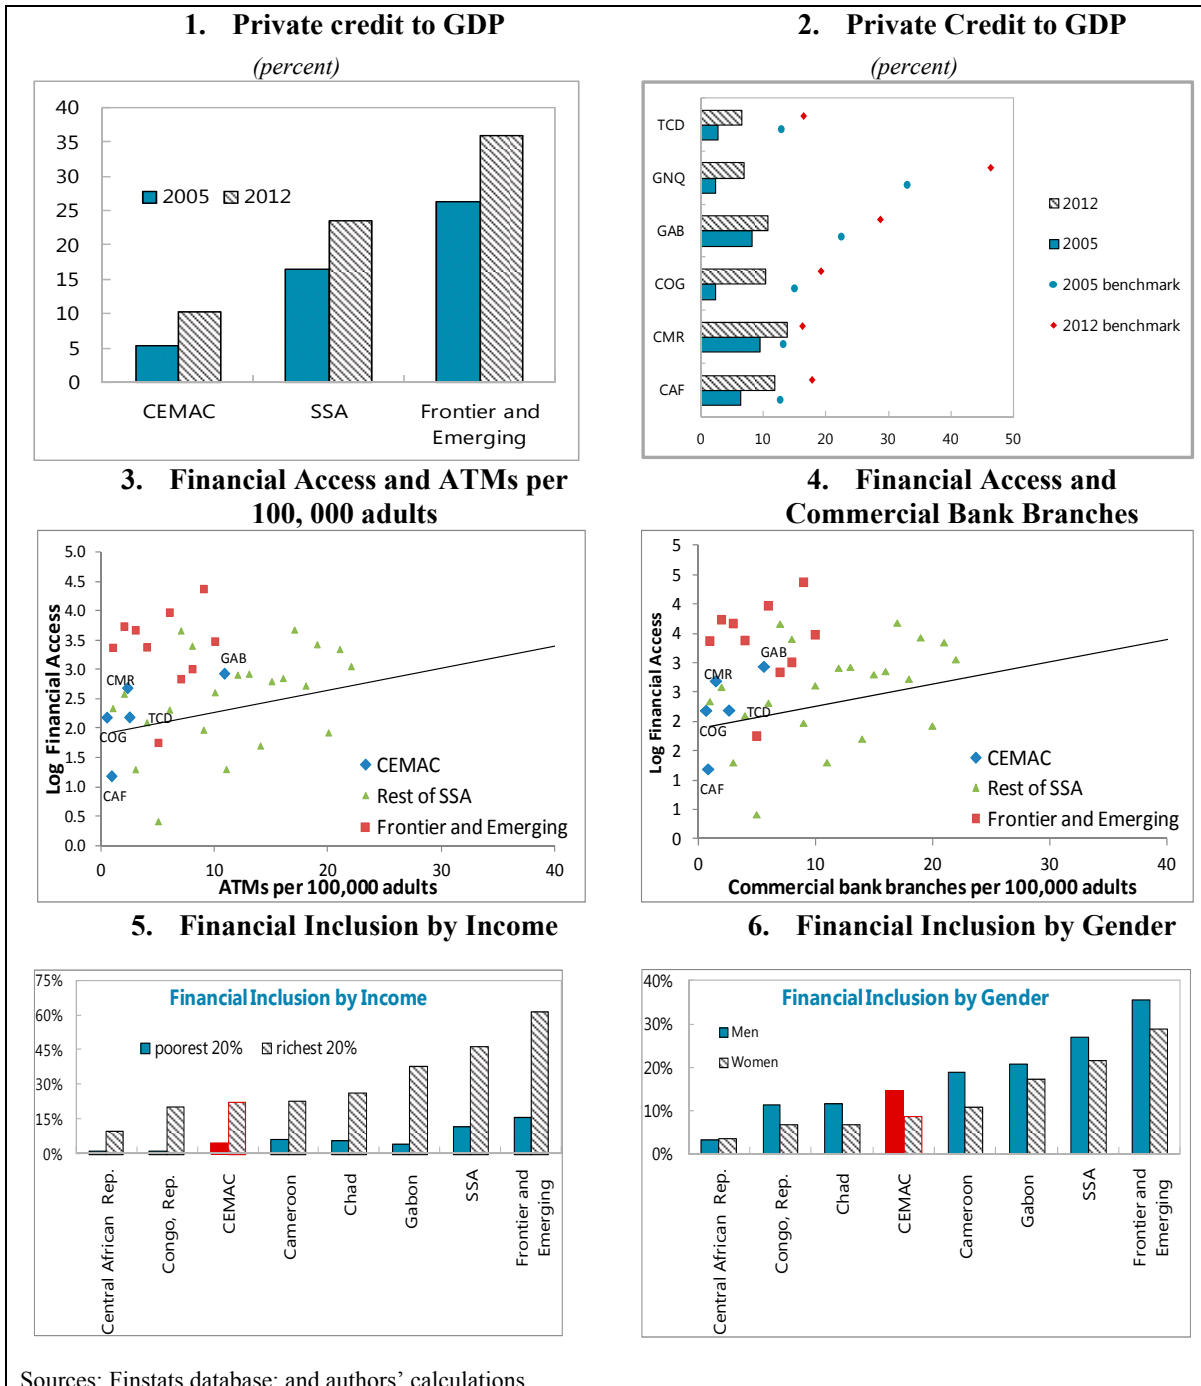 1. Private credit to GDP
(percent)
40
35
30
25
20
15
10
5
0
2005
2012
CEMAC
SSA
Frontier and
Emerging
2. Private Credit to GDP
(percent)
TCD
GNQ
GAB
COG
CMR
CAF
0
10
20
30
40
50
2012
2005
2005 benchmark
2012 benchmark
3. Financial Access and ATMs per
100, 000 adults
Log Financial Access
5.0
4.5
4.0
3.5
3.0
2.5
2.0
1.5
1.0
0.5
0.0
GAB
CMR
TCD
COG
CAF
CEMAC
Rest of SSA
Frontier and Emerging
0
10
20
30
40
ATMs per 100,000 adults
4. Financial Access and
Commercial Bank Branches
Log Financial Access
5
5
4
4
3
3
2
2
1
1
0
GAB
CMR
TCD
COG
CAF
CEMAC
Rest of SSA
Frontier and Emerging
0
10
20
30
40
Commercial bank branches per 100,000 adults
5. Financial Inclusion by Income
Financial Inclusion by Income
75%
60%
45%
30%
15%
0%
poorest 20%
richest 20%
Central African Rep.
Congo, Rep.
CEMAC
Cameroon
Chad
Gabon
SSA
Frontier and
Emerging
6. Financial Inclusion by Gender
Financial Inclusion by Gender
40%
30%
20%
10%
0%
Men
Women
Central African Rep.
Congo, Rep.
Chad
CEMAC
Cameroon
Gabon
SSA
Frontier and
Emerging
Sources: Finstats database; and authors' calculations